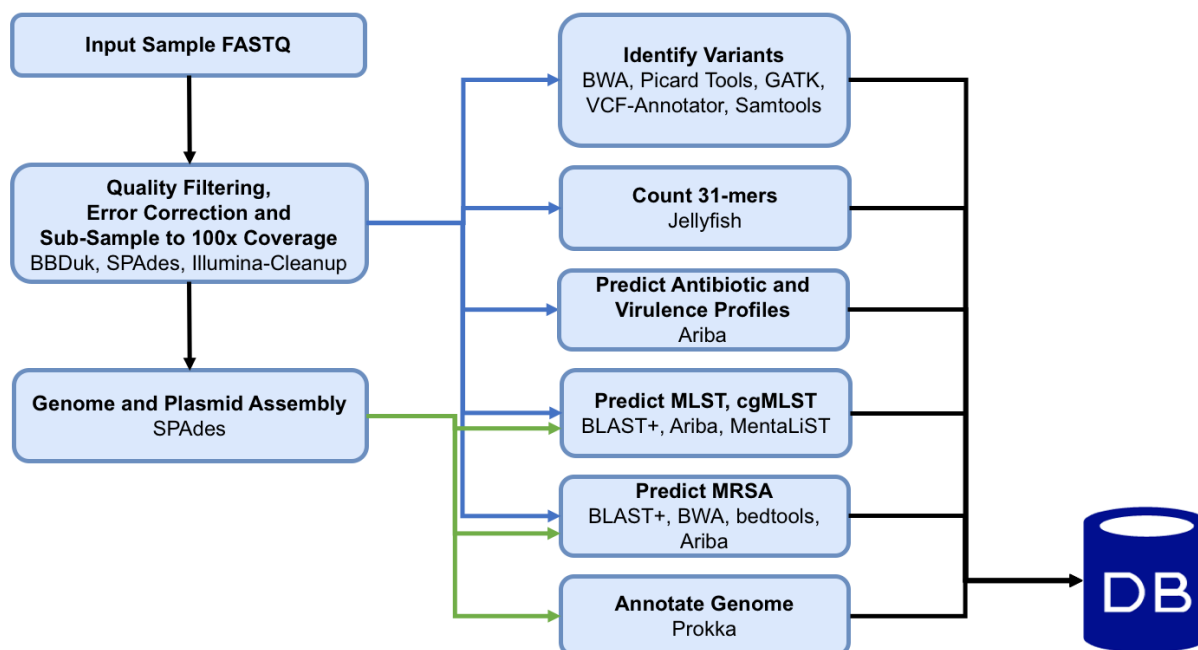 Input Sample FASTQ
Quality Filtering,
Error Correction and
Sub-Sample to 100x Coverage
BBDuk, SPAdes, Illumina-Cleanup
Genome and Plasmid Assembly
SPAdes
Identify Variants
BWA, Picard Tools, GATK,
VCF-Annotator, Samtools
Count 31-mers
Jellyfish
Predict Antibiotic and
Virulence Profiles
Ariba
Predict MLST, cgMLST
BLAST+, Ariba, MentaLiST
Predict MRSA
BLAST+, BWA, bedtools,
Ariba
Annotate Genome
Prokka
DB